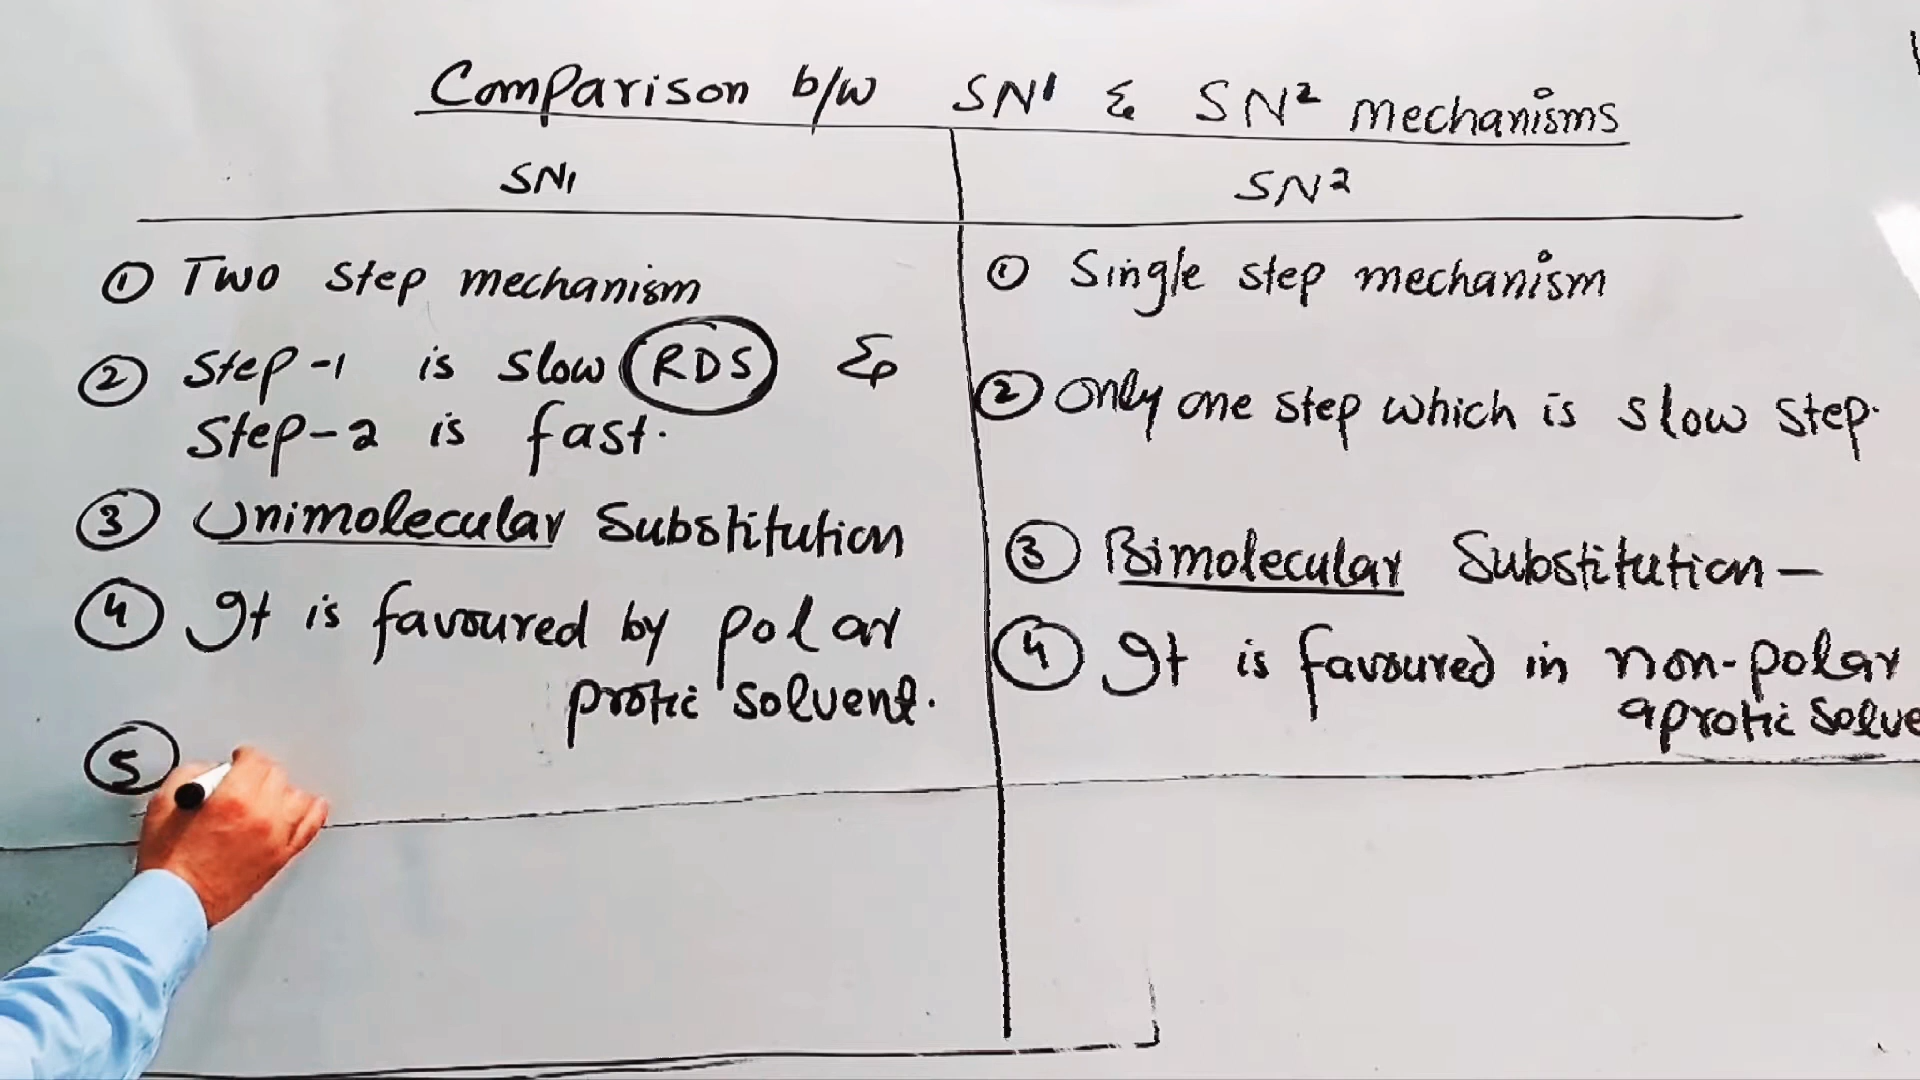 Comparison b/w SN1 & SN2 mechanisms
SN1
① Two step mechanism
② Step-1 is slow RDS &
Step-2 is fast.
③ Unimolecular Substitution
④ It is favoured by polar
protic solvent.
⑤
SN2
① Single step mechanism
② Only one step which is slow step.
③ Bimolecular Substitution-
④ It is favoured in non-polar
aprotic Solve